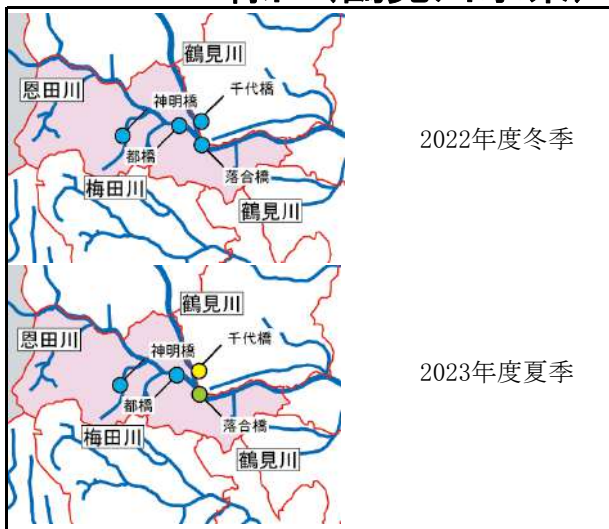 鶴見川
恩田川
千代橋
神明橋
都橋
落合橋
梅田川
鶴見川
2022年度冬季
鶴見川
恩田川
千代橋
神明橋
都橋
落合橋
梅田川
鶴見川
2023年度夏季